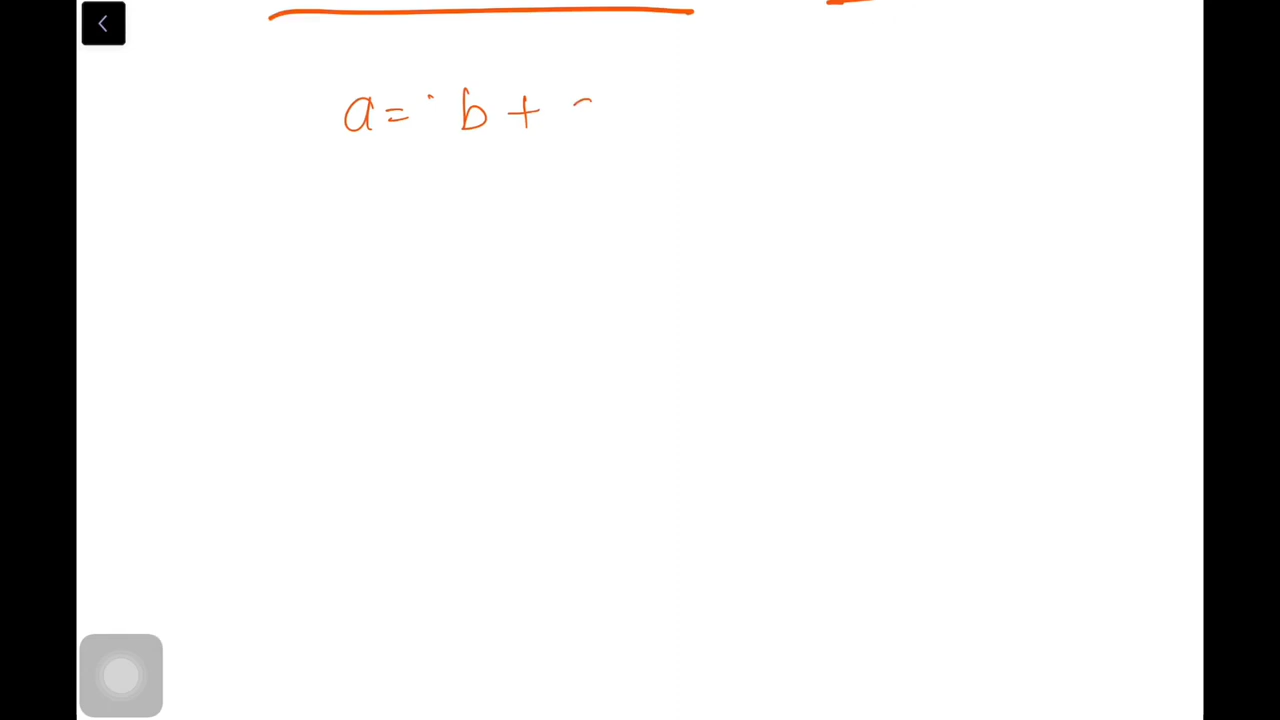 a = b +